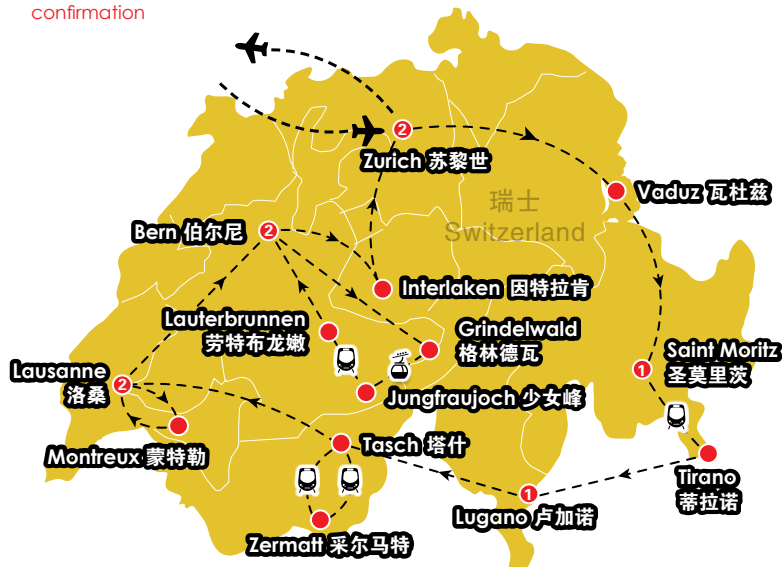 confirmation
2
Zurich 苏黎世
Vaduz 瓦杜兹
瑞士
Switzerland
Bern 伯尔尼
2
Interlaken 因特拉肯
Lauterbrunnen
劳特布龙嫩
Grindelwald
格林德瓦
Saint Moritz
圣莫里茨
1
Lausanne
洛桑
2
Jungfraujoch 少女峰
Montreux 蒙特勒
Tasch 塔什
Tirano
蒂拉诺
1
Lugano 卢加诺
Zermatt 采尔马特